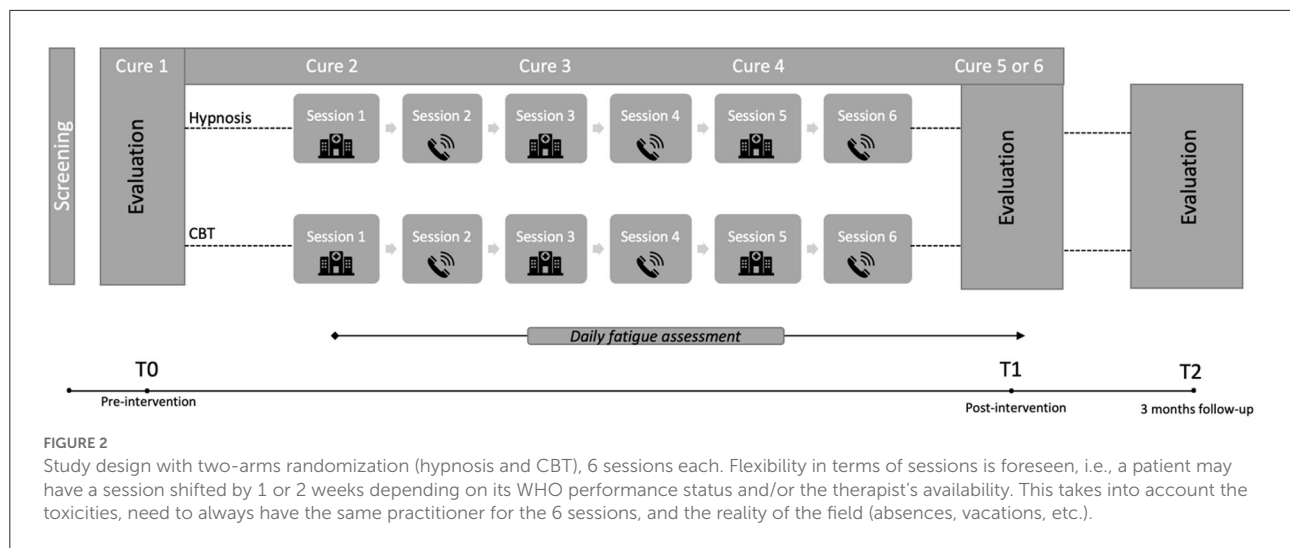 Screening
Cure 1
Cure 2
Cure 3
Cure 4
Cure 5 or 6
Evaluation
Hypnosis
Session 1
Session 2
Session 3
Session 4
Session 5
Session 6
CBT
Session 1
Session 2
Session 3
Session 4
Session 5
Session 6
Evaluation
Evaluation
Daily fatigue assessment
T0
T1
T2
Pre-intervention
Post-intervention
3 months follow-up
FIGURE 2
Study design with two-arms randomization (hypnosis and CBT), 6 sessions each. Flexibility in terms of sessions is foreseen, i.e., a patient may
have a session shifted by 1 or 2 weeks depending on its WHO performance status and/or the therapist's availability. This takes into account the
toxicities, need to always have the same practitioner for the 6 sessions, and the reality of the field (absences, vacations, etc.).